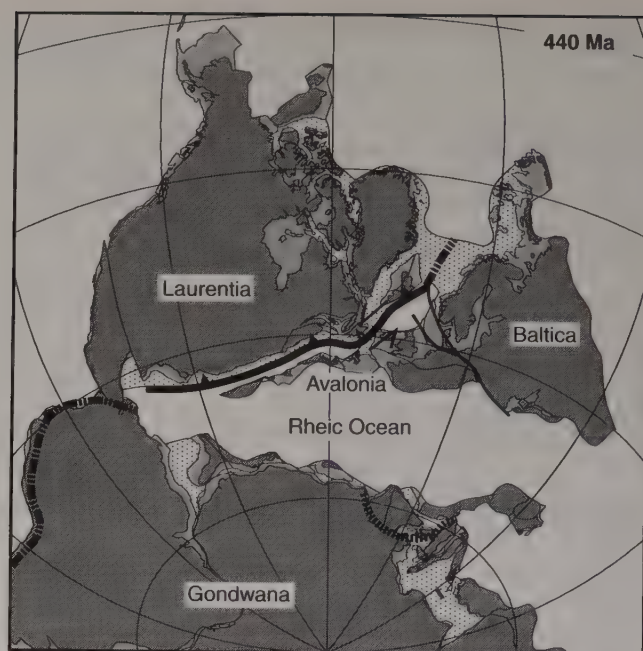 440 Ma
Laurentia
Baltica
Avalonia
Rheic Ocean
Gondwana